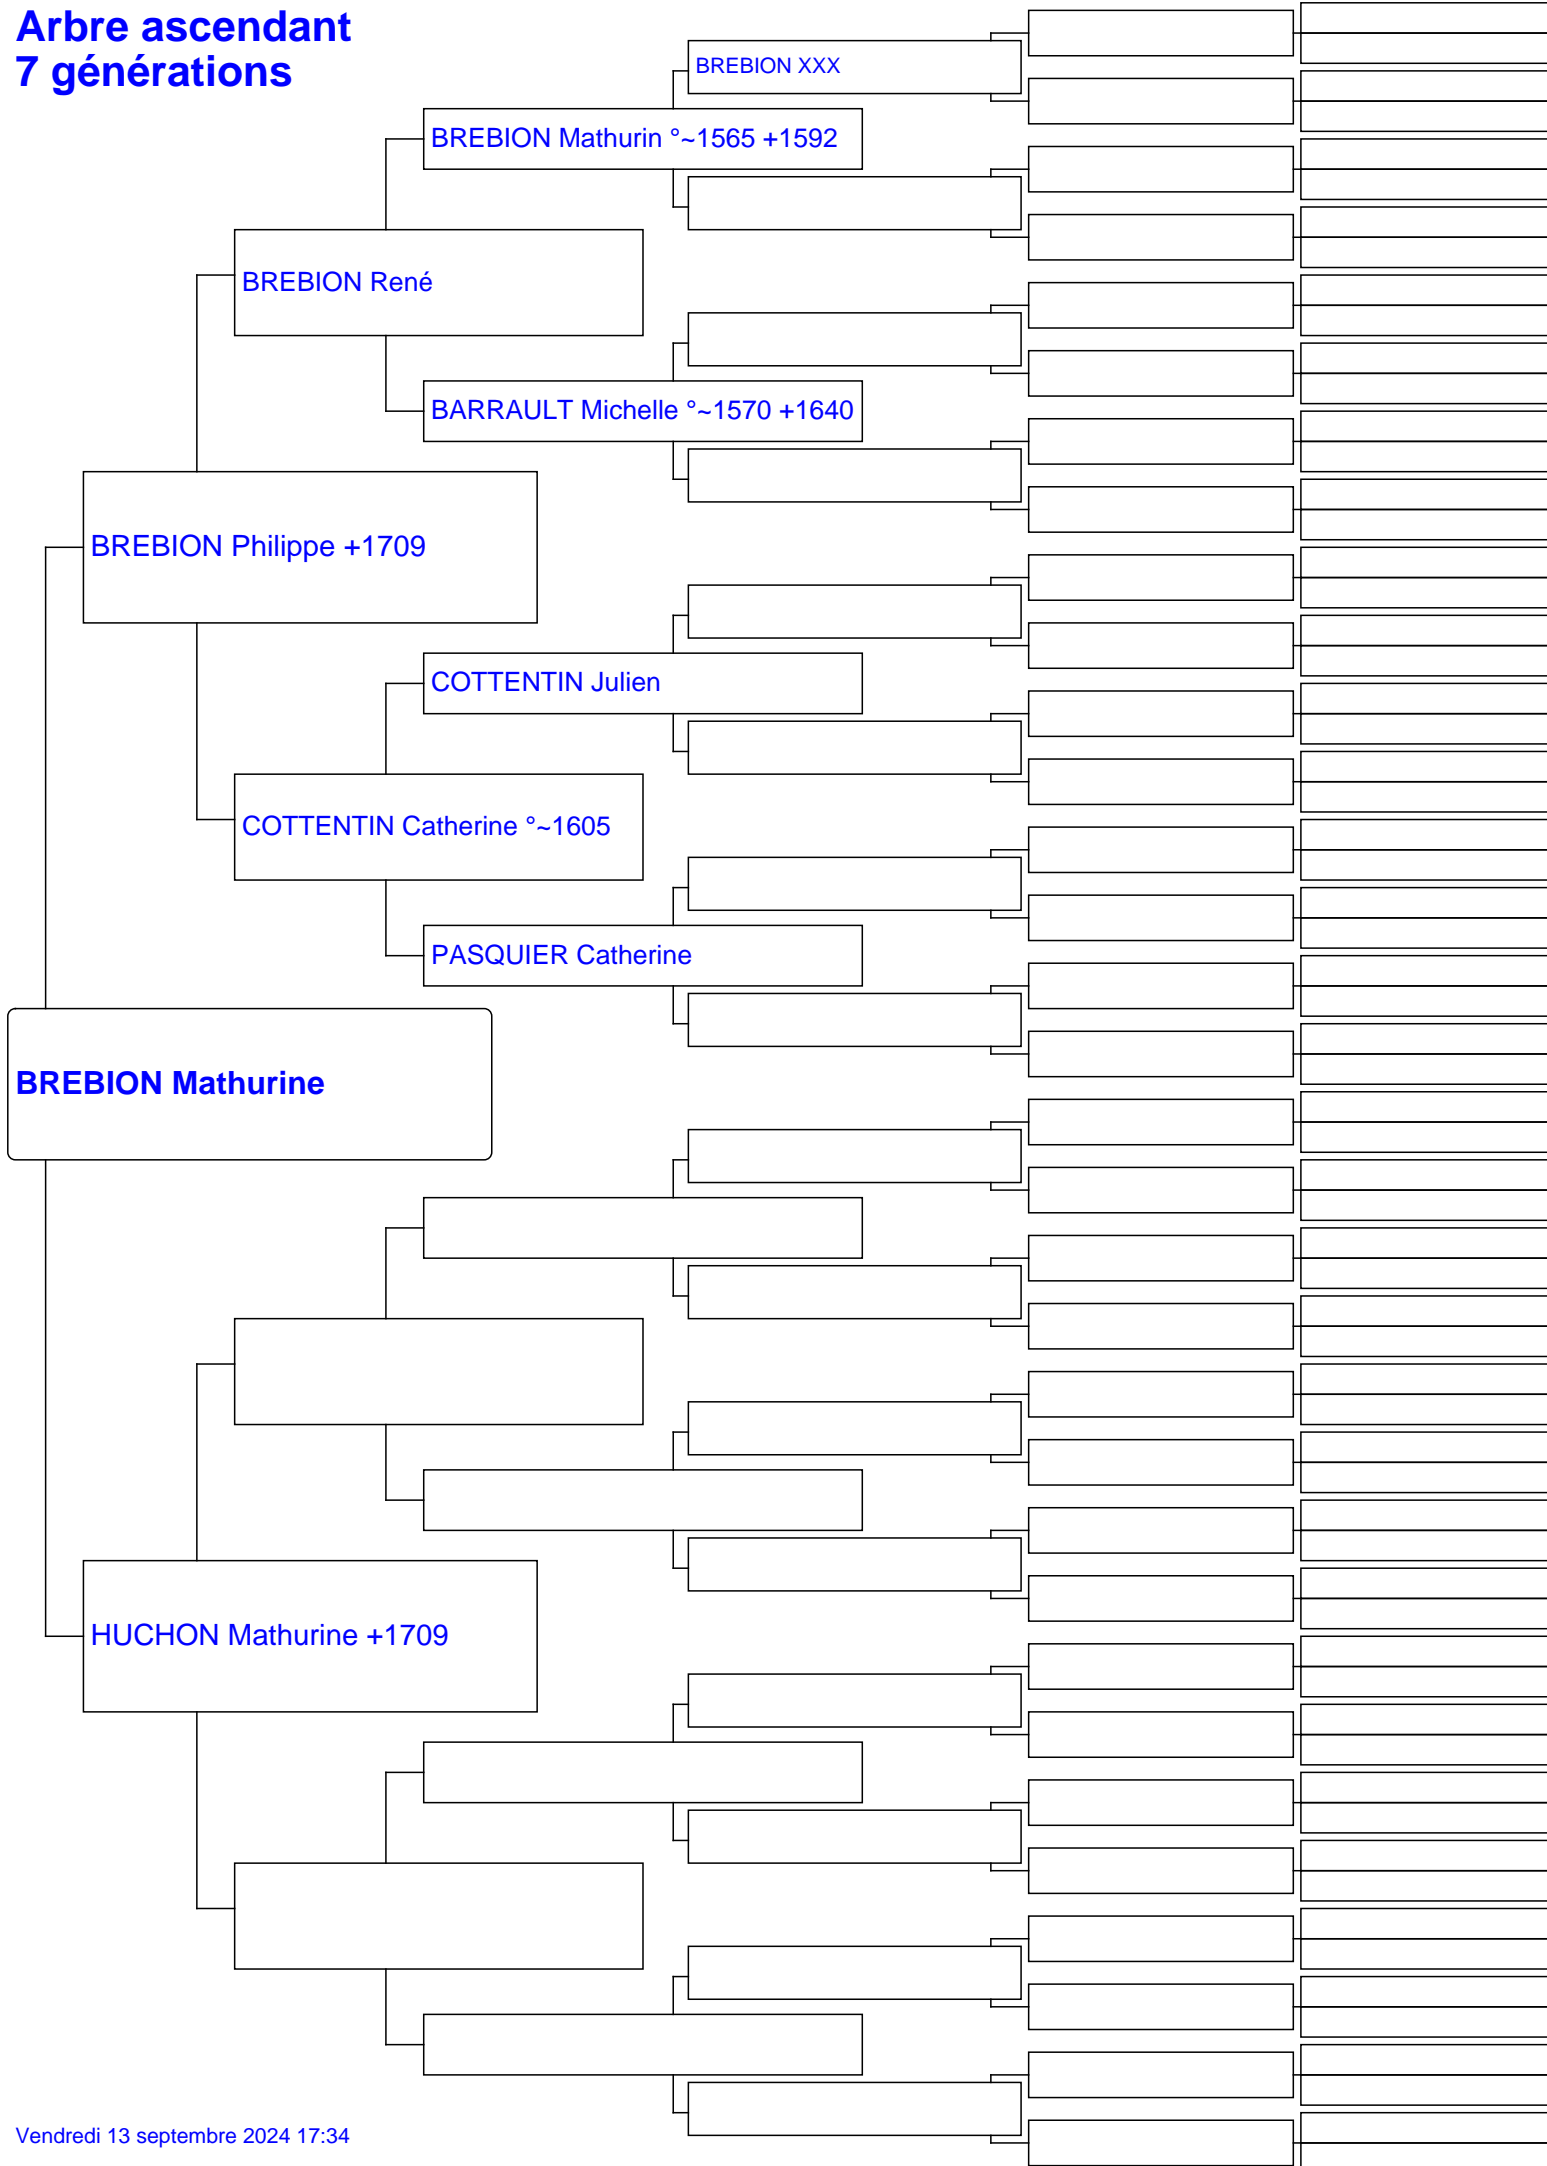 Arbre ascendant
7 générations
BREBION XXX
BREBION Mathurin °~1565 +1592
BREBION René
BARRAULT Michelle °~1570 +1640
BREBION Philippe +1709
COTTENTIN Julien
COTTENTIN Catherine °~1605
PASQUIER Catherine
BREBION Mathurine
HUCHON Mathurine +1709
Vendredi 13 septembre 2024 17:34